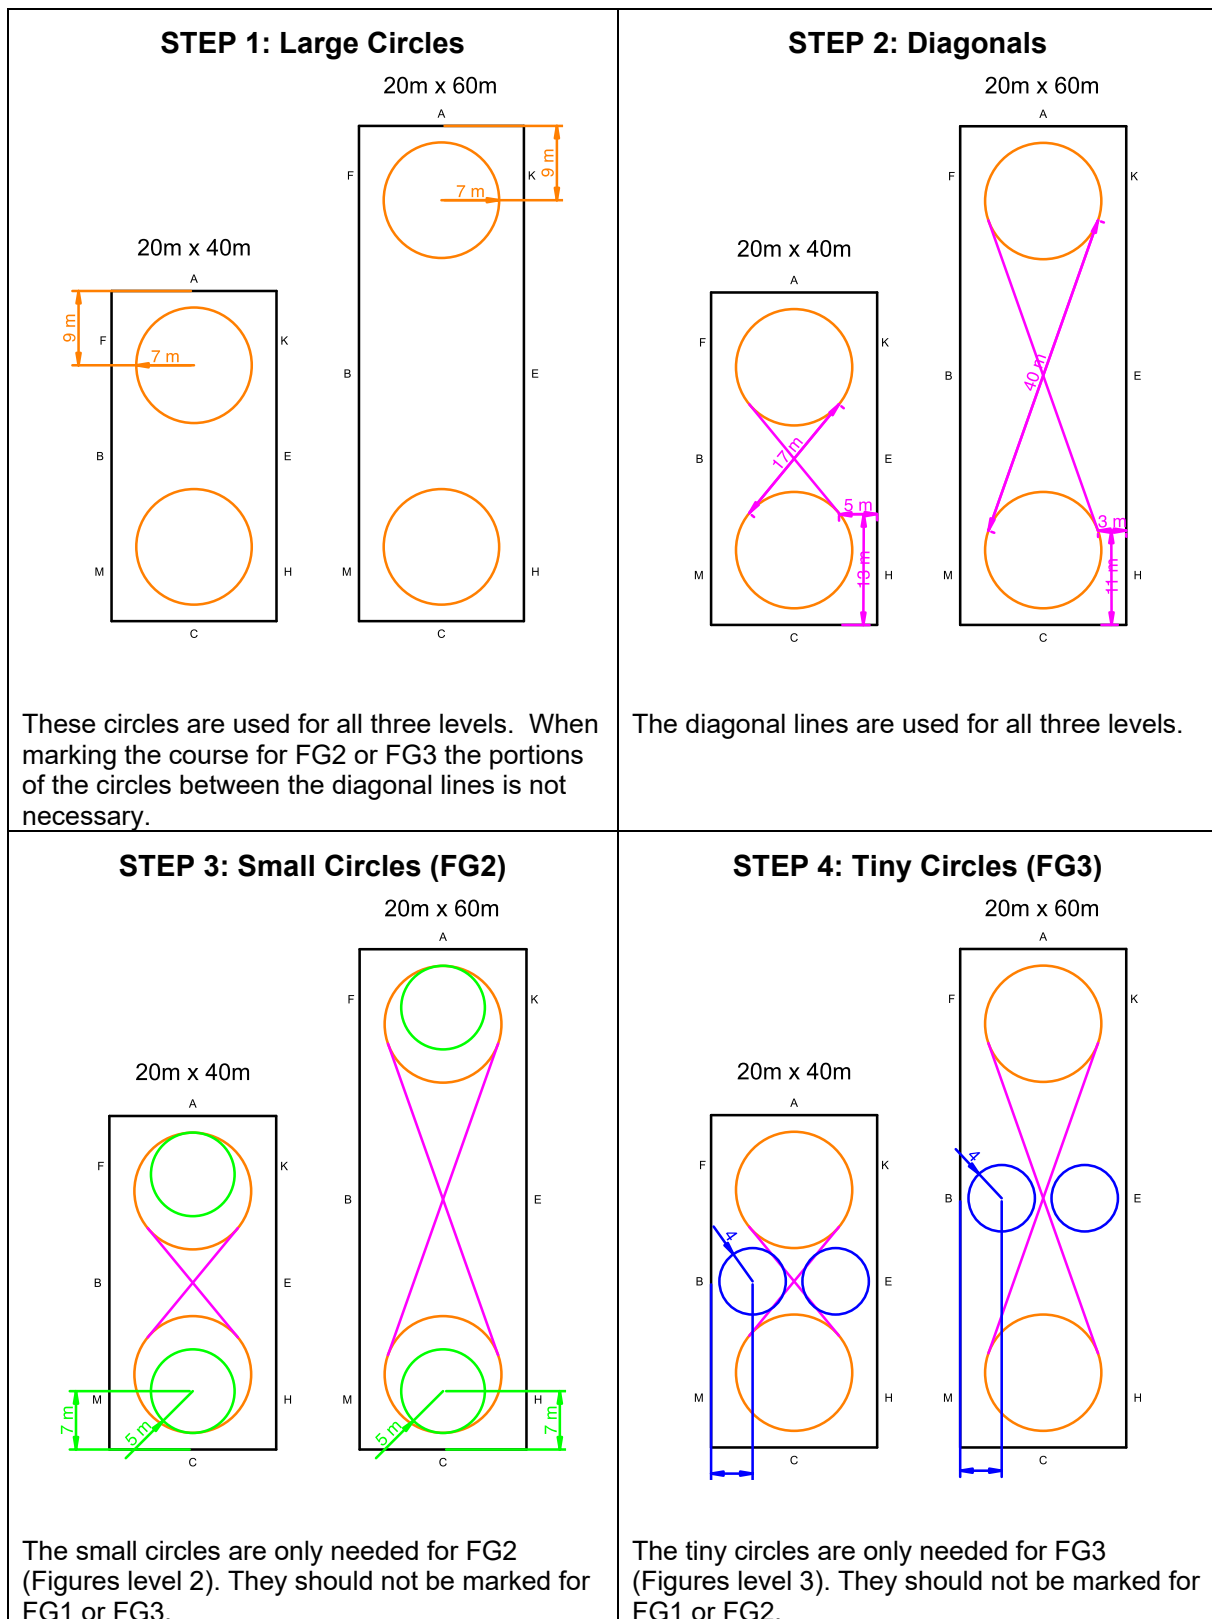 STEP 1: Large Circles
20m x 60m
A
F
K
9 m
7 m
20m x 40m
A
9 m
F
K
7 m
B
E
B
E
M
H
M
H
C
C
These circles are used for all three levels.  When
marking the course for FG2 or FG3 the portions
of the circles between the diagonal lines is not
necessary.
STEP 2: Diagonals
20m x 60m
A
F
K
20m x 40m
A
F
K
B
E
40 m
17 m
B
E
5 m
13 m
3 m
11 m
M
H
M
H
C
C
The diagonal lines are used for all three levels.
STEP 3: Small Circles (FG2)
20m x 60m
A
F
K
20m x 40m
A
F
K
B
E
B
E
M
H
M
H
7 m
5 m
5 m
7 m
C
C
The small circles are only needed for FG2
(Figures level 2). They should not be marked for
FG1 or FG3.
STEP 4: Tiny Circles (FG3)
20m x 60m
A
F
K
20m x 40m
A
F
K
4
B
E
4
B
E
M
H
M
H
C
C
The tiny circles are only needed for FG3
(Figures level 3). They should not be marked for
FG1 or FG2.